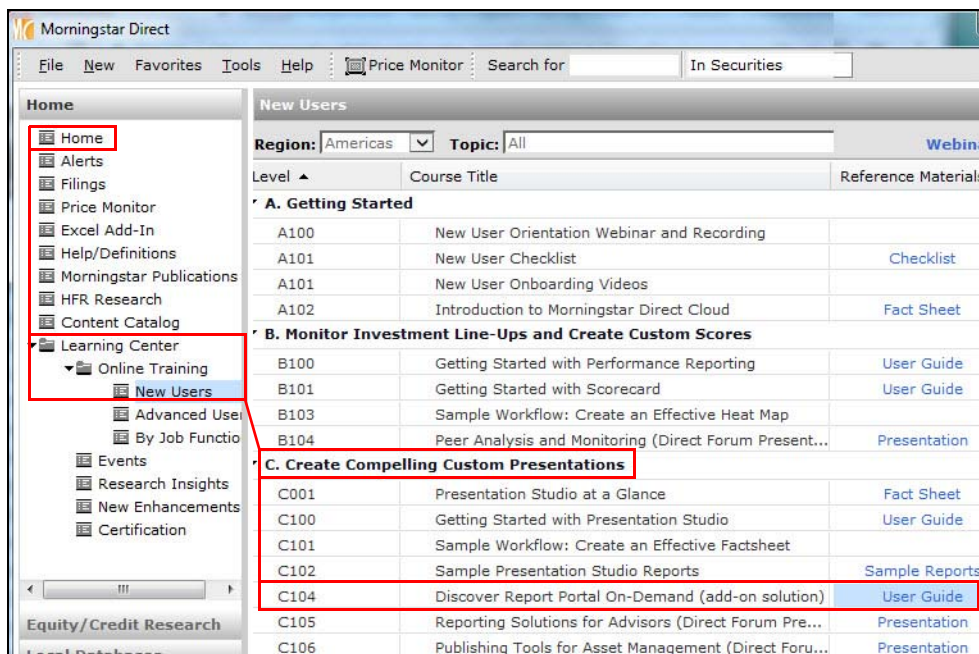 Morningstar Direct
File New Favorites Tools Help Price Monitor Search for In Securities
Home
Home
Alerts
Filings
Price Monitor
Excel Add-In
Help/Definitions
Morningstar Publications
HFR Research
Content Catalog
Learning Center
Online Training
New Users
Advanced User
By Job Functio
Events
Research Insights
New Enhancements
Certification
Equity/Credit Research
Local Databases
New Users
Region: Americas Topic: All Webina
Level Course Title Reference Materials
A. Getting Started
A100 New User Orientation Webinar and Recording
A101 New User Checklist Checklist
A101 New User Onboarding Videos
A102 Introduction to Morningstar Direct Cloud Fact Sheet
B. Monitor Investment Line-Ups and Create Custom Scores
B100 Getting Started with Performance Reporting User Guide
B101 Getting Started with Scorecard User Guide
B103 Sample Workflow: Create an Effective Heat Map
B104 Peer Analysis and Monitoring (Direct Forum Present... Presentation
C. Create Compelling Custom Presentations
C001 Presentation Studio at a Glance Fact Sheet
C100 Getting Started with Presentation Studio User Guide
C101 Sample Workflow: Create an Effective Factsheet
C102 Sample Presentation Studio Reports Sample Reports
C104 Discover Report Portal On-Demand (add-on solution) User Guide
C105 Reporting Solutions for Advisors (Direct Forum Pre... Presentation
C106 Publishing Tools for Asset Management (Direct Foru... Presentation